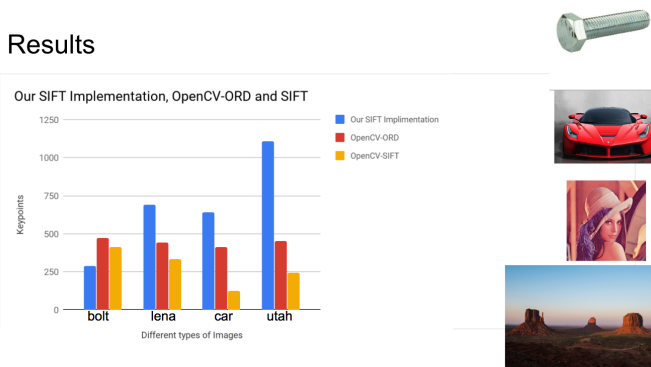 Results
Our SIFT Implementation, OpenCV-ORD and SIFT
1250
1000
750
500
250
0
Keypoints
bolt lena car utah
Different types of Images
Our SIFT Implimentation
OpenCV-ORD
OpenCV-SIFT